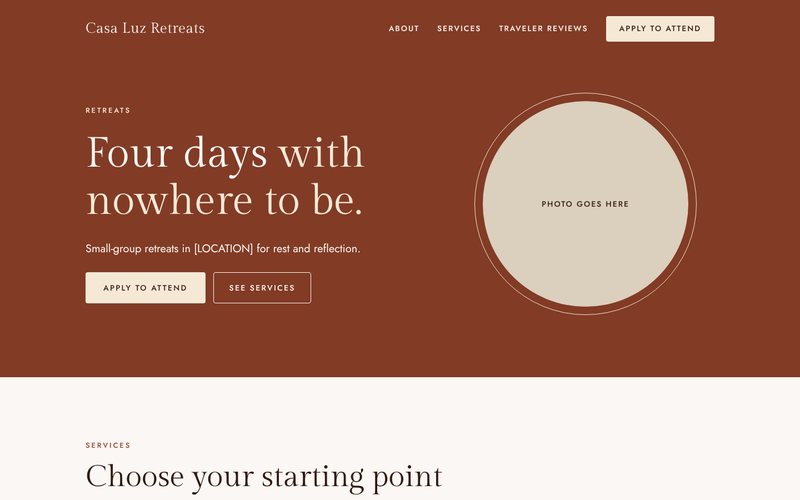 Casa Luz Retreats
ABOUT
SERVICES
TRAVELER REVIEWS
APPLY TO ATTEND
RETREATS
Four days with
nowhere to be.
Small-group retreats in [LOCATION] for rest and reflection.
APPLY TO ATTEND
SEE SERVICES
PHOTO GOES HERE
SERVICES
Choose your starting point